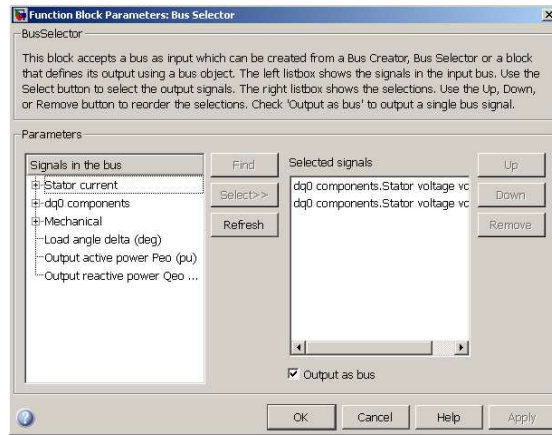 Function Block Parameters: Bus Selector
BusSelector
This block accepts a bus as input which can be created from a Bus Creator, Bus Selector or a block
that defines its output using a bus object. The left listbox shows the signals in the input bus. Use the
Select button to select the output signals. The right listbox shows the selections. Use the Up, Down,
or Remove button to reorder the selections. Check 'Output as bus' to output a single bus signal.
Parameters
Signals in the bus
Stator current
dq0 components
Mechanical
Load angle delta (deg)
Output active power Peo (pu)
Output reactive power Qeo ...
Find
Select>>
Refresh
Selected signals
dq0 components.Stator voltage vc
dq0 components.Stator voltage vc
Up
Down
Remove
Output as bus
OK
Cancel
Help
Apply